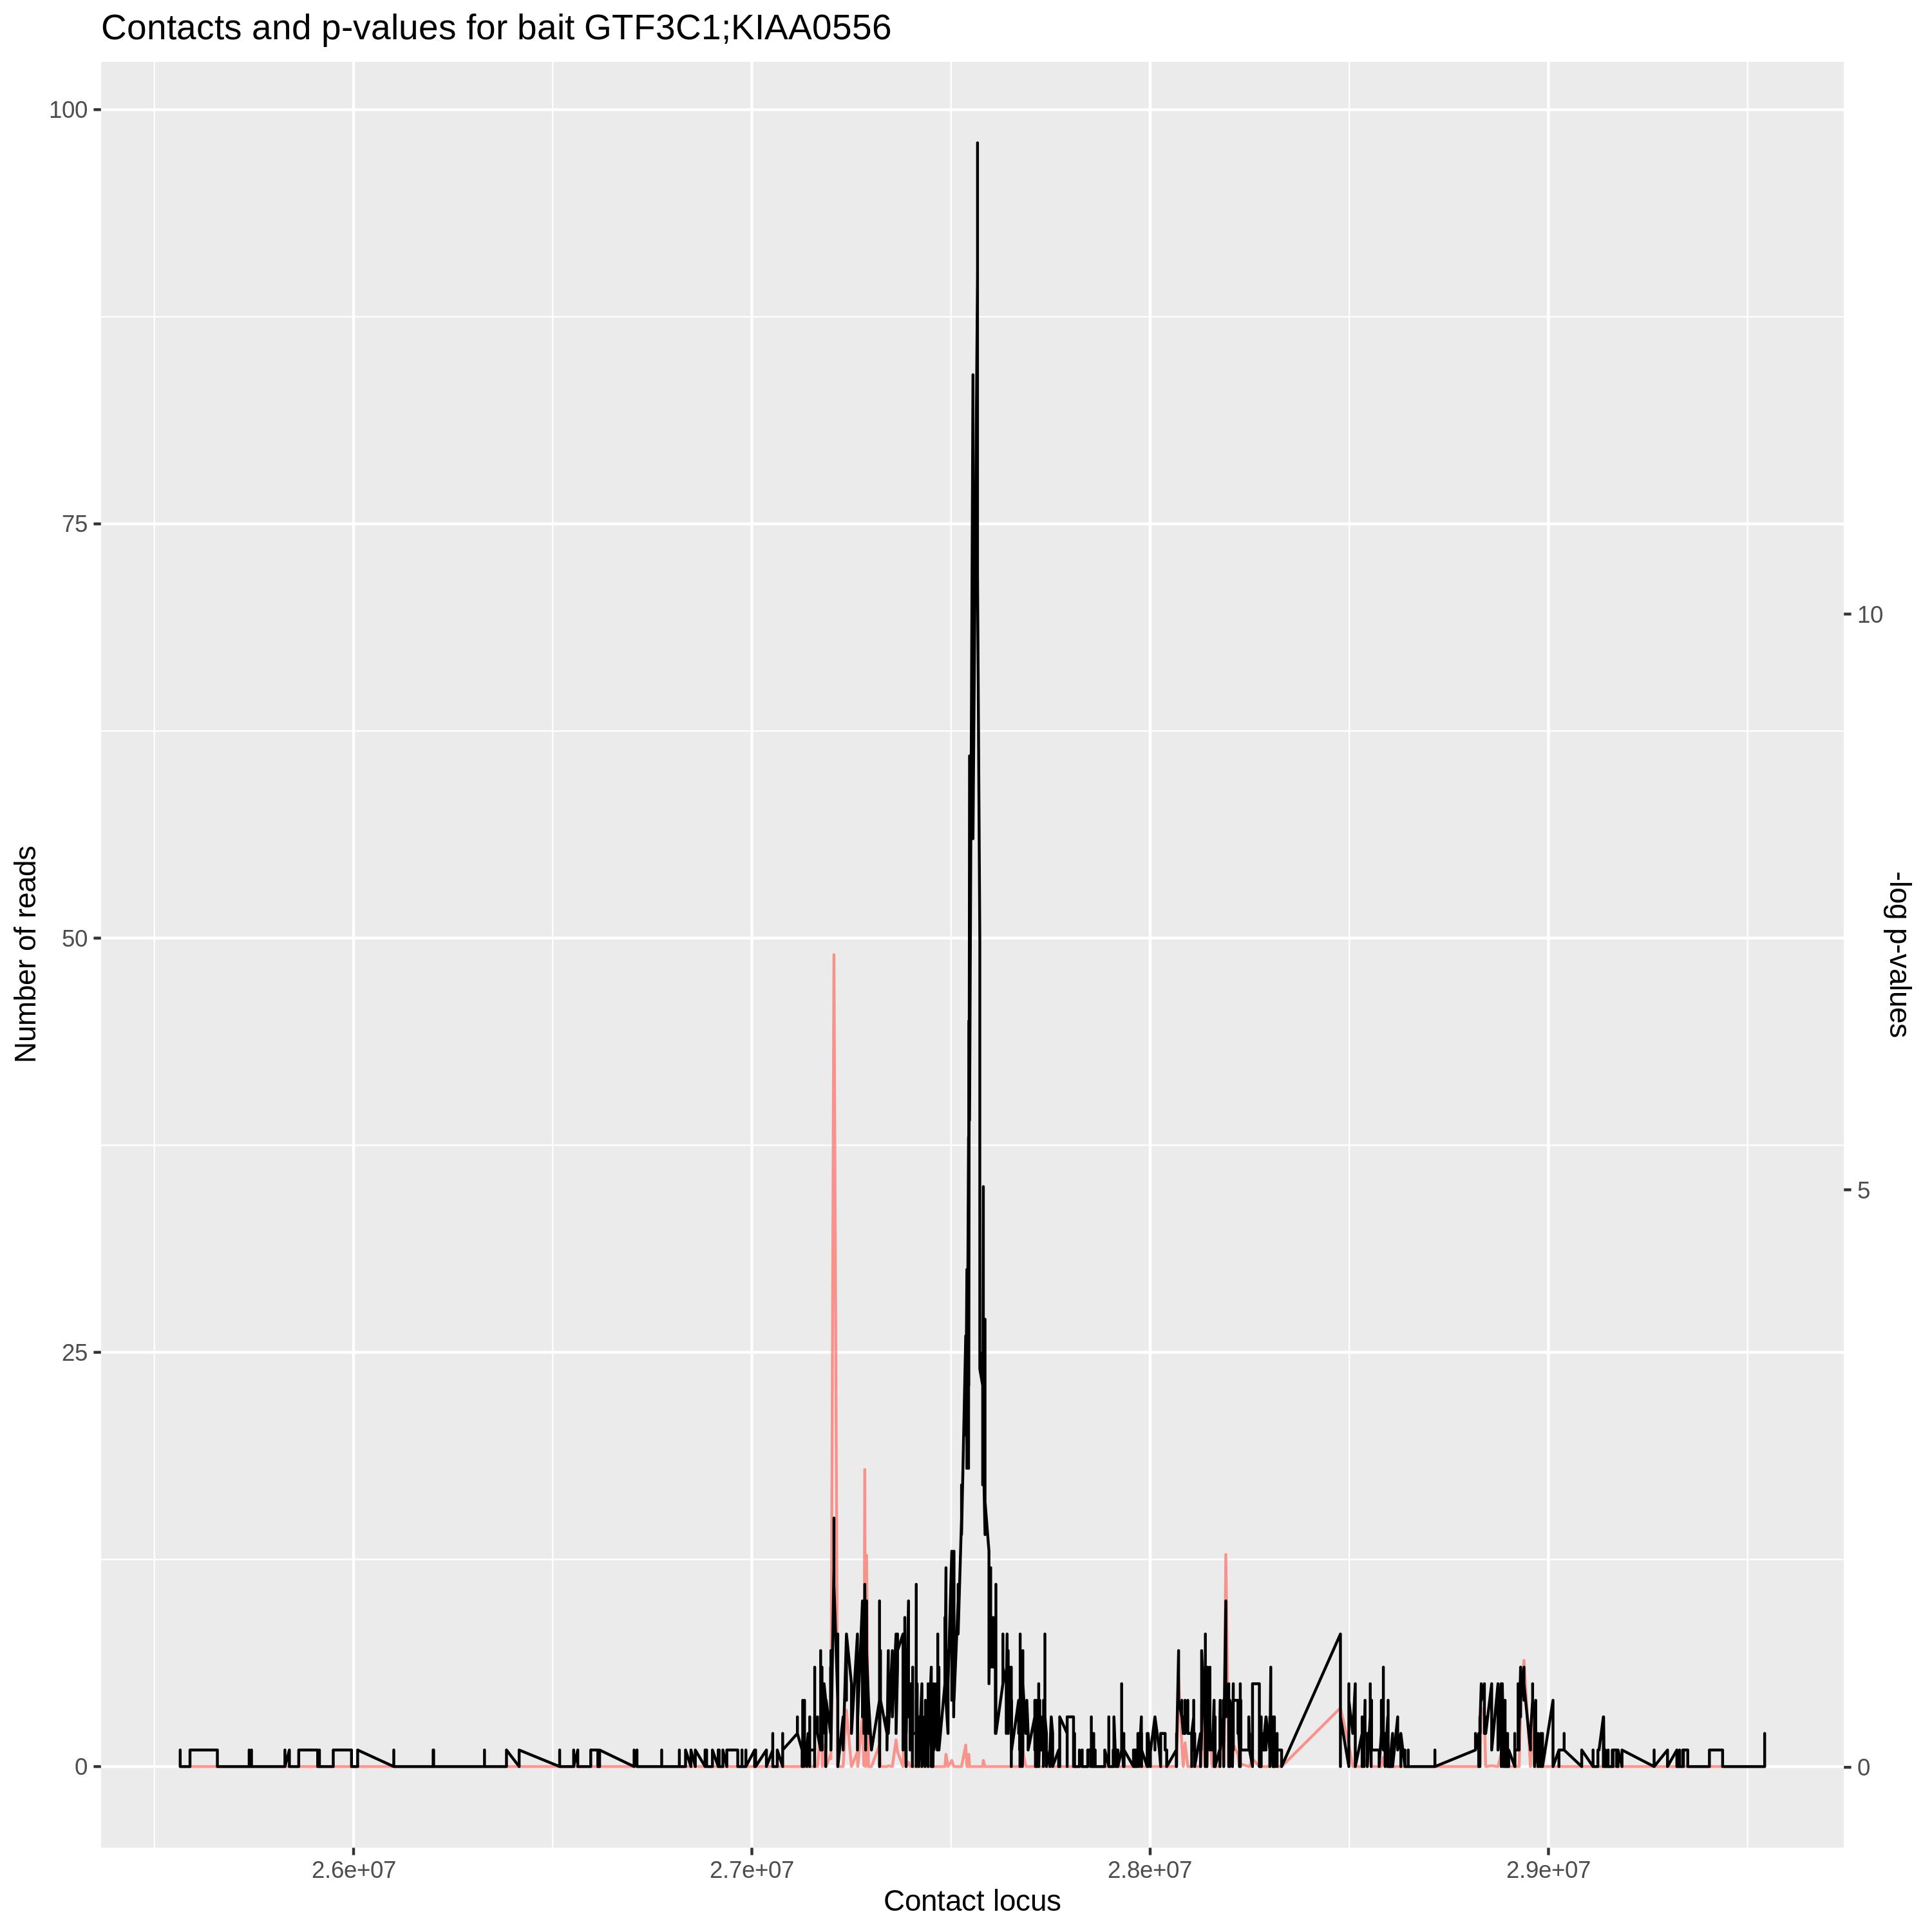 Contacts and p-values for bait GTF3C1;KIAA0556
100
75
50
25
0
Number of reads
10
5
0
-log p-values
2.6e+07
2.7e+07
2.8e+07
2.9e+07
Contact locus